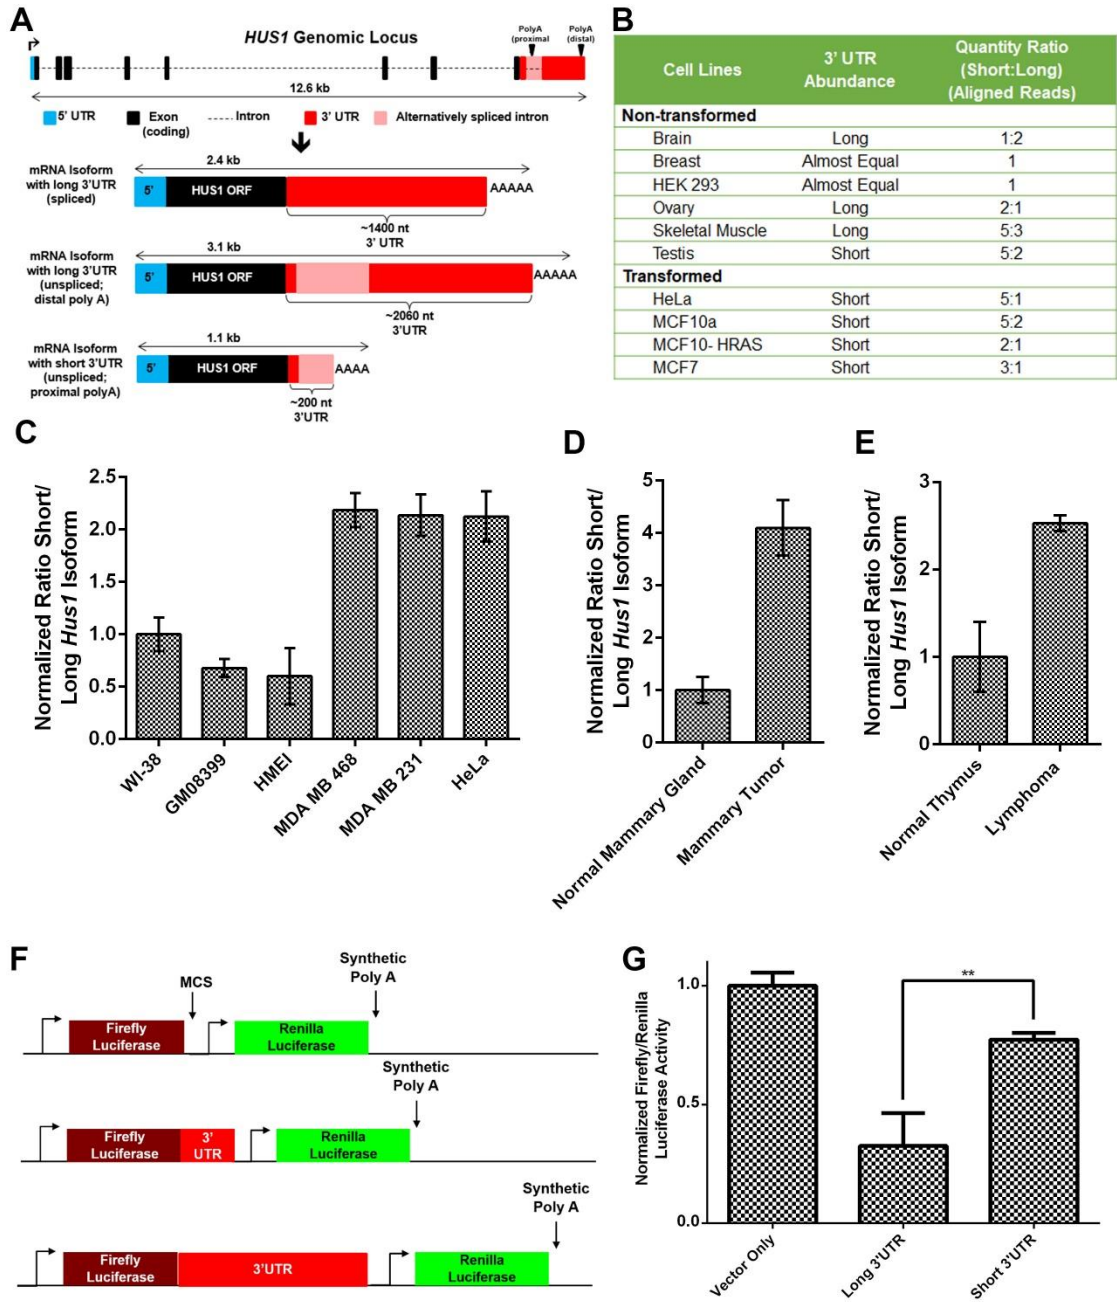 A
HUS1 Genomic Locus
PolyA
(proximal)
PolyA
(distal)
12.6 kb
5' UTR
Exon
(coding)
Intron
3' UTR
Alternatively spliced intron
mRNA Isoform
with long 3'UTR
(spliced)
2.4 kb
5'
HUS1 ORF
AAAAA
~1400 nt
3' UTR
mRNA Isoform
with long 3'UTR
(unspliced;
distal poly A)
3.1 kb
5'
HUS1 ORF
AAAAA
~2060 nt
3'UTR
mRNA Isoform
with short 3'UTR
(unspliced;
proximal polyA)
1.1 kb
5'
HUS1 ORF
AAAA
~200 nt
3'UTR
B
Cell Lines
3' UTR
Abundance
Quantity Ratio
(Short:Long)
(Aligned Reads)
Non-transformed
Brain Long 1:2
Breast Almost Equal 1
HEK 293 Almost Equal 1
Ovary Long 2:1
Skeletal Muscle Long 5:3
Testis Short 5:2
Transformed
HeLa Short 5:1
MCF10a Short 5:2
MCF10- HRAS Short 2:1
MCF7 Short 3:1
C
Normalized Ratio Short/
Long Hus1 Isoform
2.5
2.0
1.5
1.0
0.5
0.0
WI-38
GM08399
HMEI
MDA MB 468
MDA MB 231
HeLa
D
Normalized Ratio Short/
Long Hus1 Isoform
5
4
3
2
1
0
Normal Mammary Gland
Mammary Tumor
E
Normalized Ratio Short/
Long Hus1 Isoform
3
2
1
0
Normal Thymus
Lymphoma
F
MCS
Synthetic
Poly A
Firefly
Luciferase
Renilla
Luciferase
Synthetic
Poly A
Firefly
Luciferase
3'
UTR
Renilla
Luciferase
Synthetic
Poly A
Firefly
Luciferase
3'UTR
Renilla
Luciferase
G
Normalized Firefly/Renilla
Luciferase Activity
1.0
0.5
0.0
**
Vector Only
Long 3'UTR
Short 3'UTR